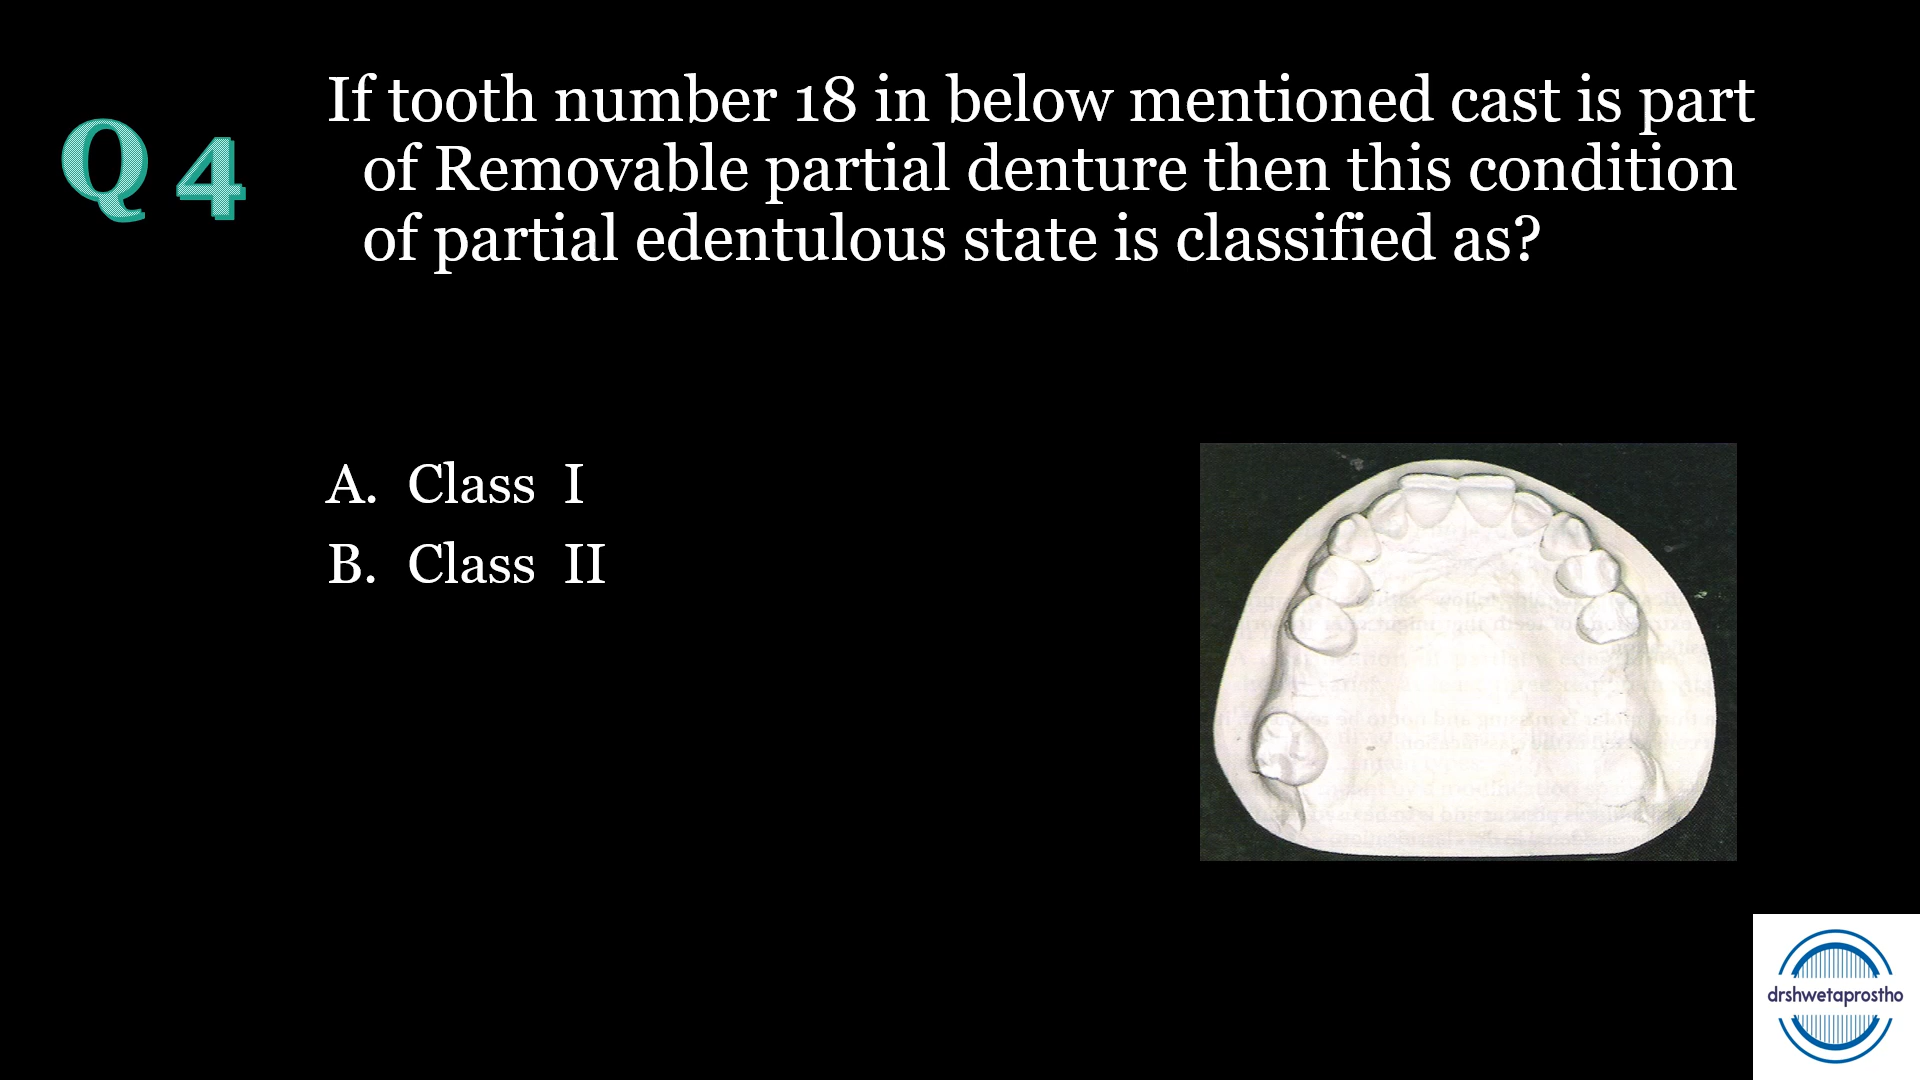 Q 4
If tooth number 18 in below mentioned cast is part
of Removable partial denture then this condition
of partial edentulous state is classified as?
A. Class I
B. Class II
drshwetaprostho